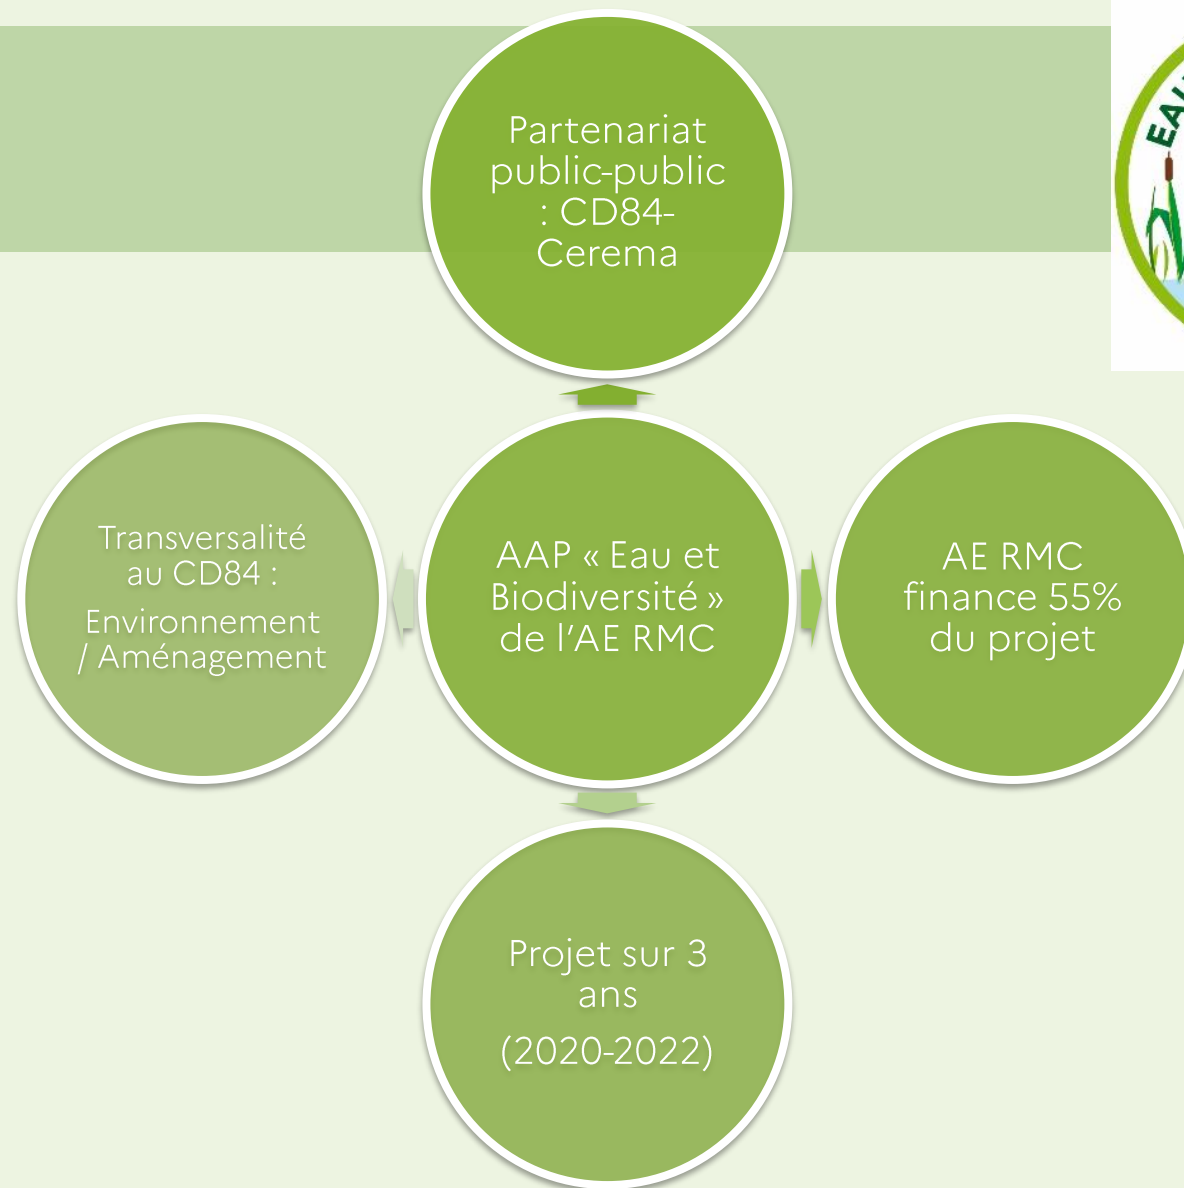 Partenariat
public-public
: CD84-
Cerema
Transversalité
au CD84 :
Environnement
/ Aménagement
AAP « Eau et
Biodiversité »
de l’AE RMC
AE RMC
finance 55%
du projet
Projet sur 3
ans
(2020-2022)